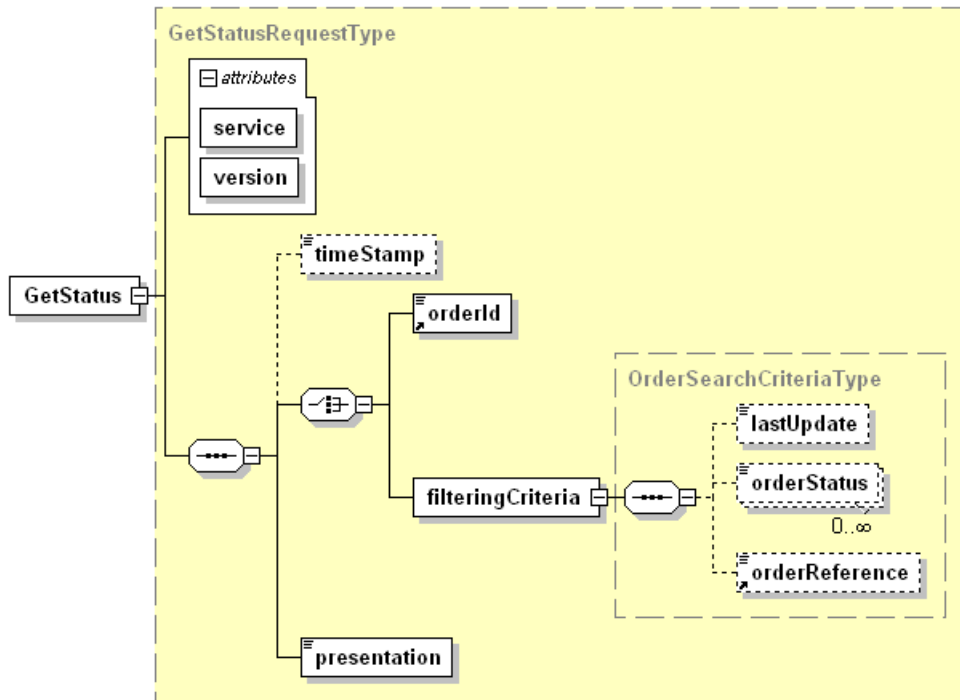 GetStatusRequestType
attributes
service
version
timeStamp
GetStatus
orderId
OrderSearchCriteriaType
lastUpdate
filteringCriteria
orderStatus
0..∞
orderReference
presentation